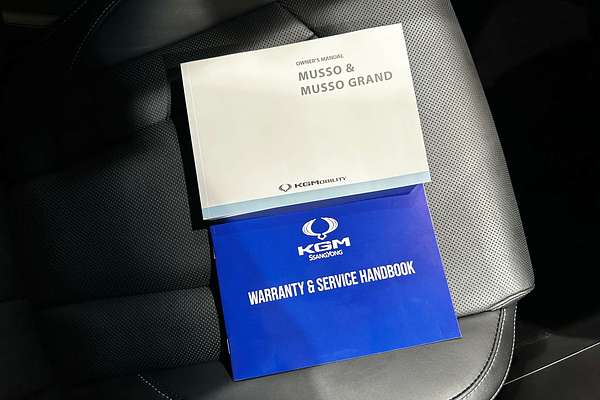 OWNER'S MANUAL
MUSSO &
MUSSO GRAND
KGMOBILITY
KGM
SSANGYONG
WARRANTY & SERVICE HANDBOOK